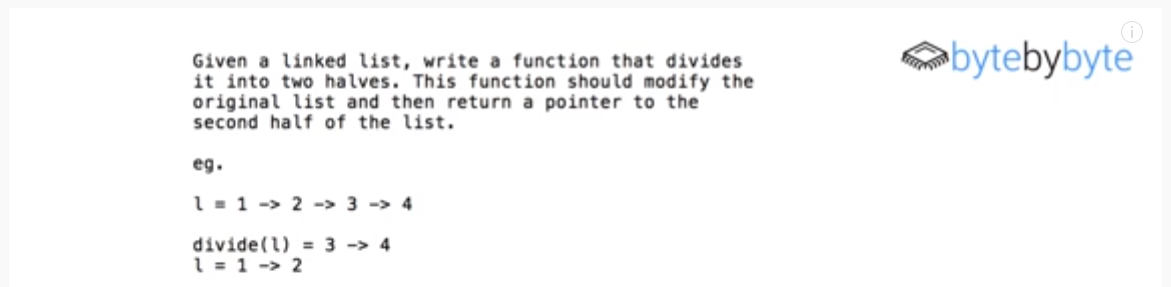 bytebybyte
Given a linked list, write a function that divides
it into two halves. This function should modify the
original list and then return a pointer to the
second half of the list.
eg.
l = 1 -> 2 -> 3 -> 4
divide(l) = 3 -> 4
l = 1 -> 2